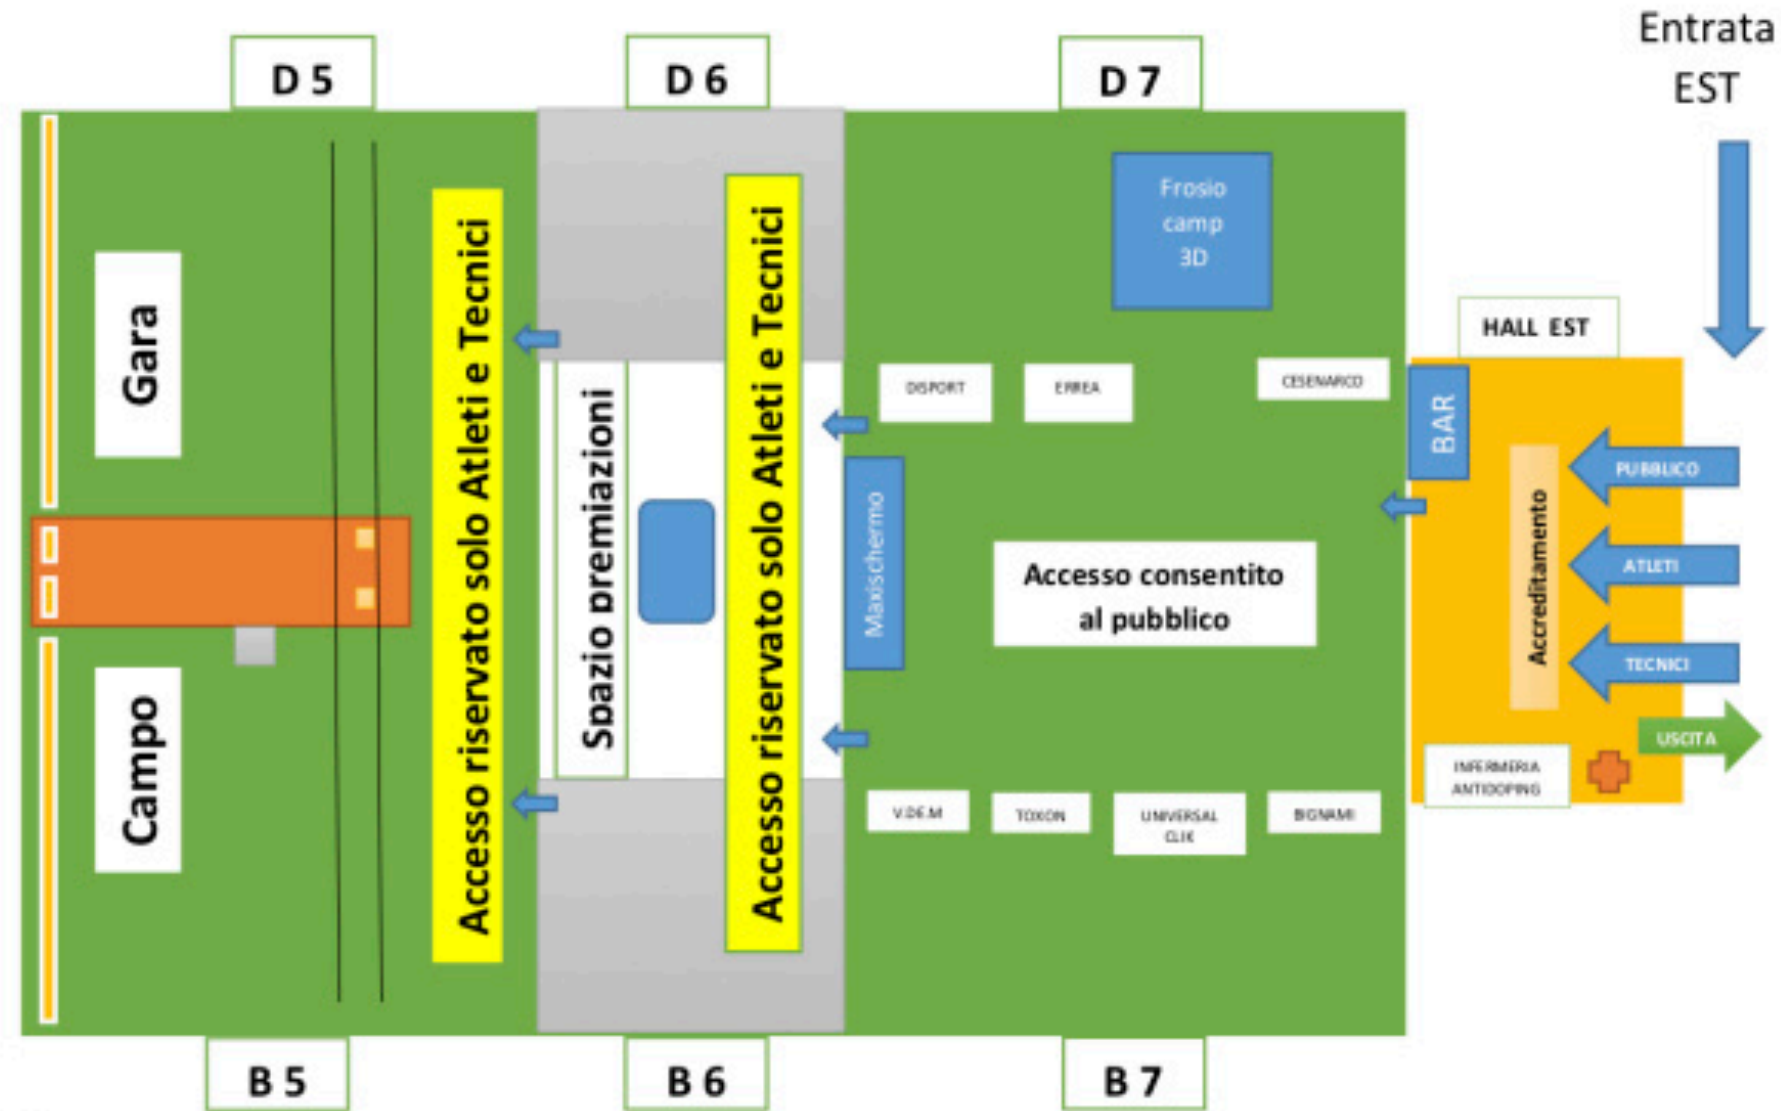 Entrata
EST
D 5
D 6
D 7
Frosio
camp
3D
HALL EST
Gara
Campo
Accesso riservato solo Atleti e Tecnici
Spazio premiazioni
Accesso riservato solo Atleti e Tecnici
Maxischermo
DISPORT
ERREA
CESENARCO
BAR
Accesso consentito
al pubblico
Accreditamento
PUBBLICO
ATLETI
TECNICI
USCITA
INFERMERIA
ANTIDOPING
V.DE.M
TOXON
UNIVERSAL
CLIK
BIGNAMI
B 5
B 6
B 7